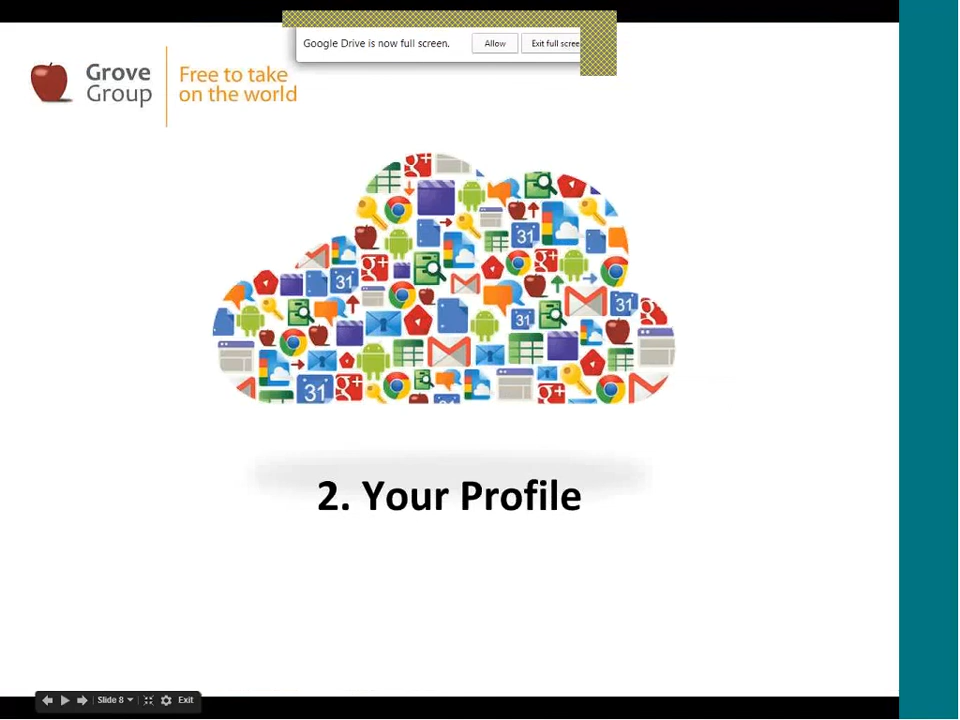 Google Drive is now full screen.
Allow
Exit full scree
Grove
Group
Free to take
on the world
2. Your Profile
Slide 8
Exit